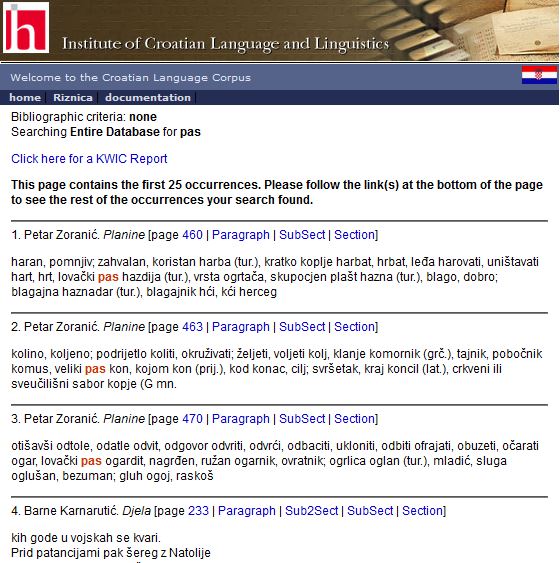 h
Institute of Croatian Language and Linguistics
Welcome to the Croatian Language Corpus
home | Riznica | documentation |
Bibliographic criteria: none
Searching Entire Database for pas
Click here for a KWIC Report
This page contains the first 25 occurrences. Please follow the link(s) at the bottom of the page
to see the rest of the occurrences your search found.
1. Petar Zoranić. Planine [page 460 | Paragraph | SubSect | Section]
haran, pomnjiv; zahvalan, koristan harba (tur.), kratko koplje harbat, hrbat, leđa harovati, uništavati
hart, hrt, lovački pas hazdija (tur.), vrsta ogrtača, skupocjen plašt hazna (tur.), blago, dobro;
blagajna haznadar (tur.), blagajnik hći, kći herceg
2. Petar Zoranić. Planine [page 463 | Paragraph | SubSect | Section]
kolino, koljeno; podrijetlo koliti, okruživati; željeti, voljeti kolj, klanje komornik (grč.), tajnik, pobočnik
komus, veliki pas kon, kojom kon (prij.), kod konac, cilj; svršetak, kraj koncil (lat.), crkveni ili
sveučilišni sabor kopje (G mn.
3. Petar Zoranić. Planine [page 470 | Paragraph | SubSect | Section]
otišavši odtole, odatle odvit, odgovor odvriti, odvrći, odbaciti, ukloniti, odbiti ofrajati, obuzeti, očarati
ogar, lovački pas ogardit, nagrđen, ružan ogarnik, ovratnik; ogrlica oglan (tur.), mladić, sluga
oglušan, bezuman; gluh ogoj, raskoš
4. Barne Karnarutić. Djela [page 233 | Paragraph | Sub2Sect | SubSect | Section]
kih gode u vojskah se kvari.
Prid patancijami pak šereg z Natolije